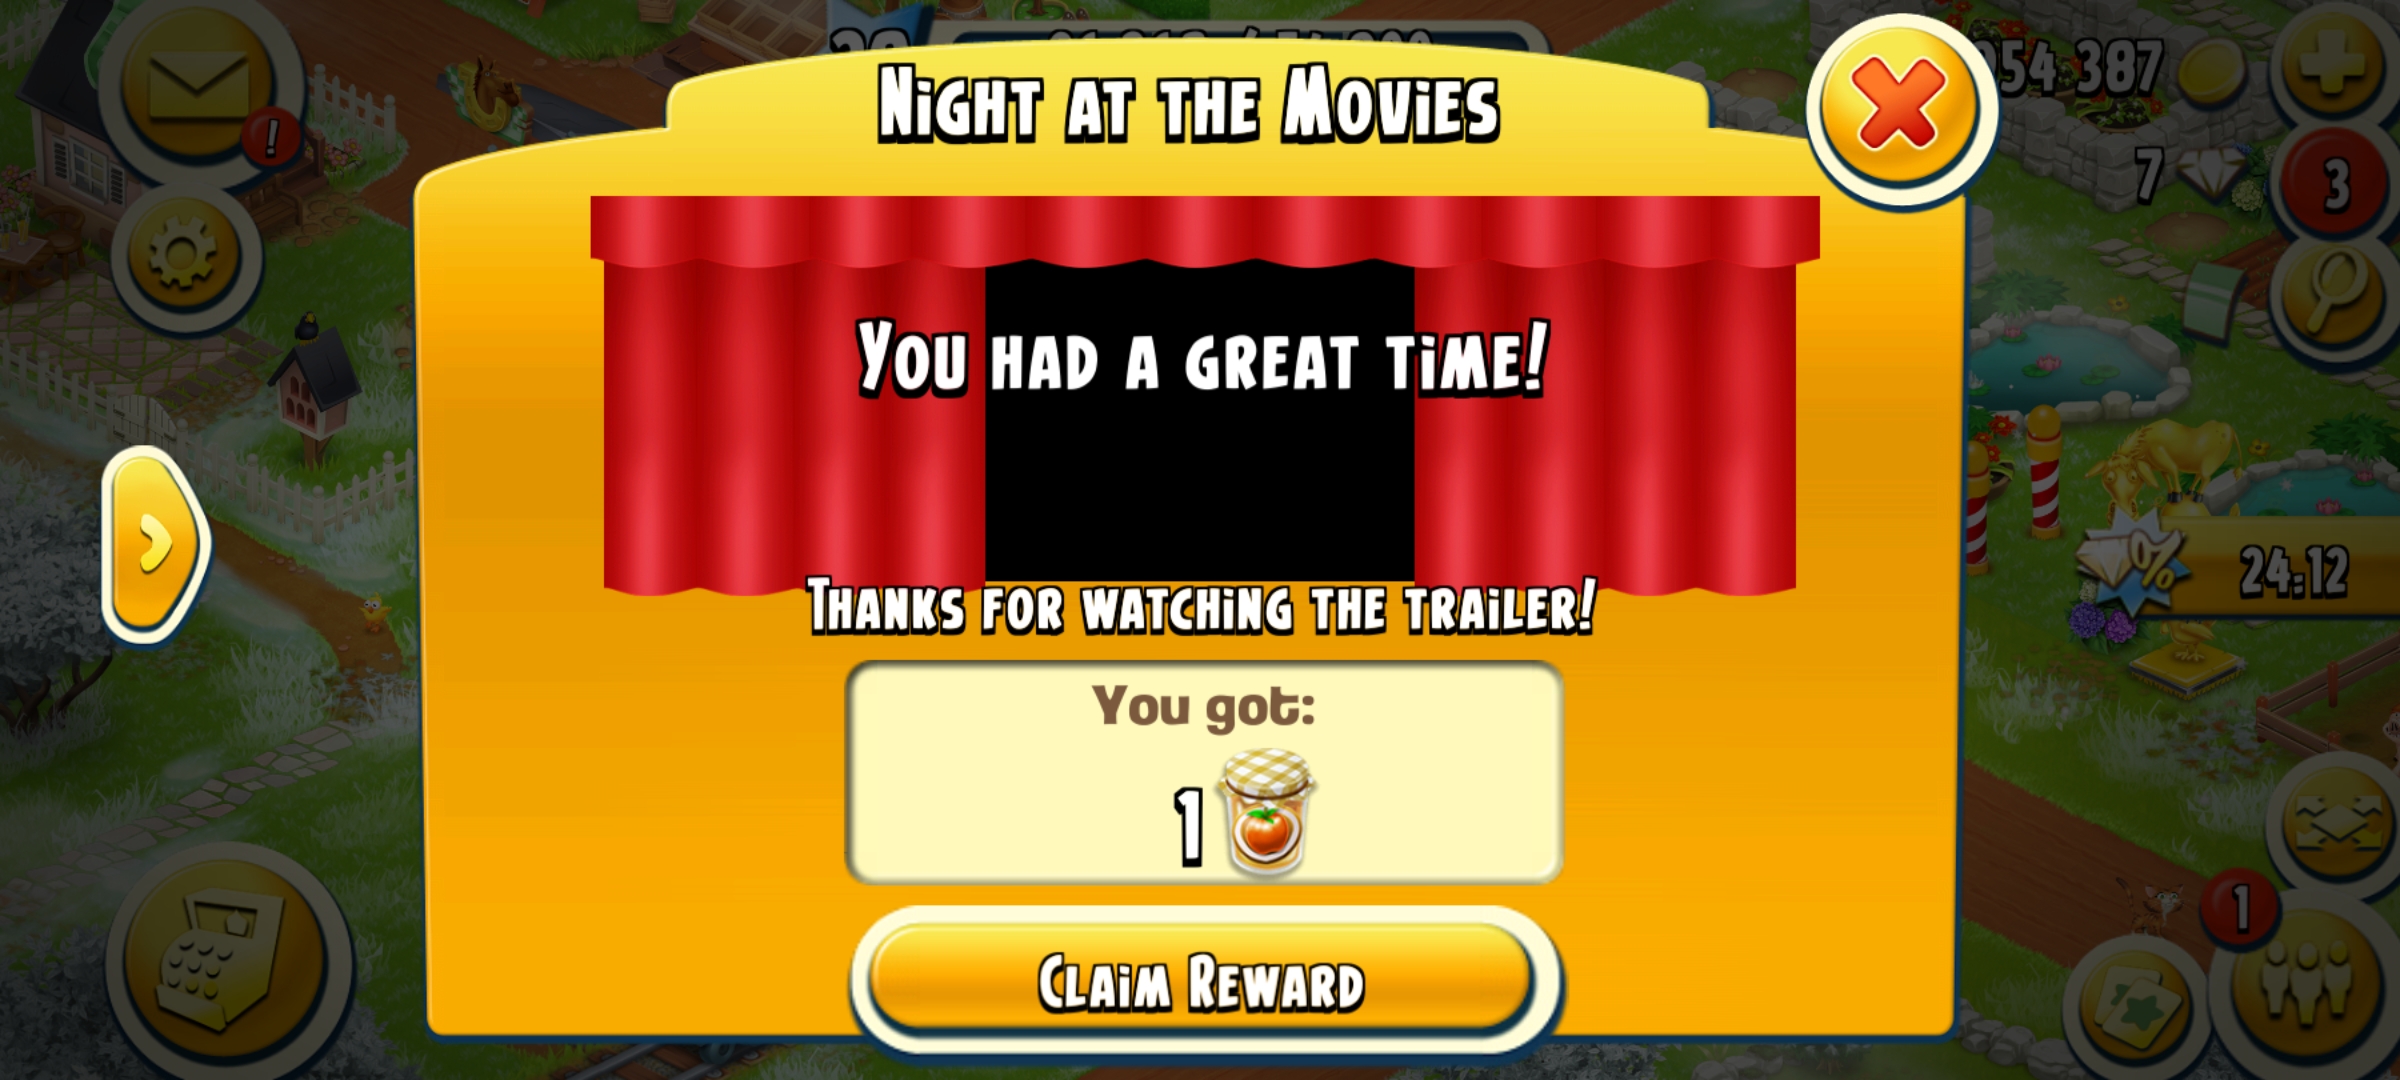 Night at the Movies
54 387
7
3
You had a great time!
24:12
Thanks for watching the trailer!
You got:
1
1
Claim Reward